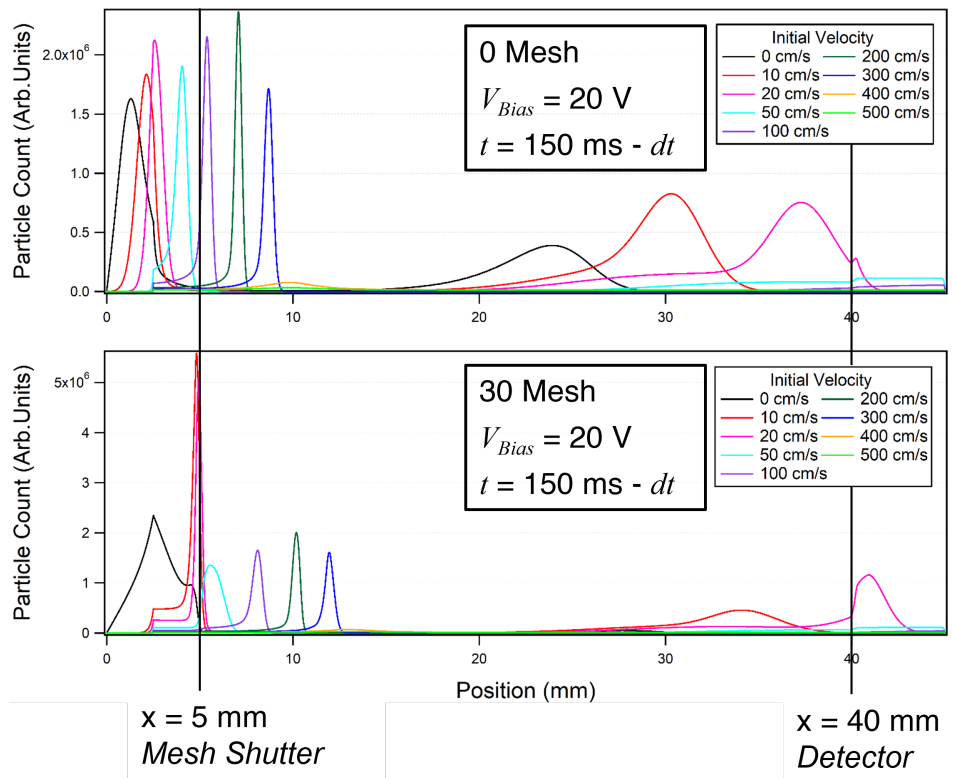 Particle Count (Arb.Units)
2.0x10⁶
1.5
1.0
0.5
0.0
0 Mesh
V_Bias = 20 V
t = 150 ms - dt
Initial Velocity
0 cm/s 200 cm/s
10 cm/s 300 cm/s
20 cm/s 400 cm/s
50 cm/s 500 cm/s
100 cm/s
0 10 20 30 40
Particle Count (Arb.Units)
5x10⁶
4
3
2
1
0
30 Mesh
V_Bias = 20 V
t = 150 ms - dt
Initial Velocity
0 cm/s 200 cm/s
10 cm/s 300 cm/s
20 cm/s 400 cm/s
50 cm/s 500 cm/s
100 cm/s
0 10 20 30 40
Position (mm)
x = 5 mm
Mesh Shutter
x = 40 mm
Detector